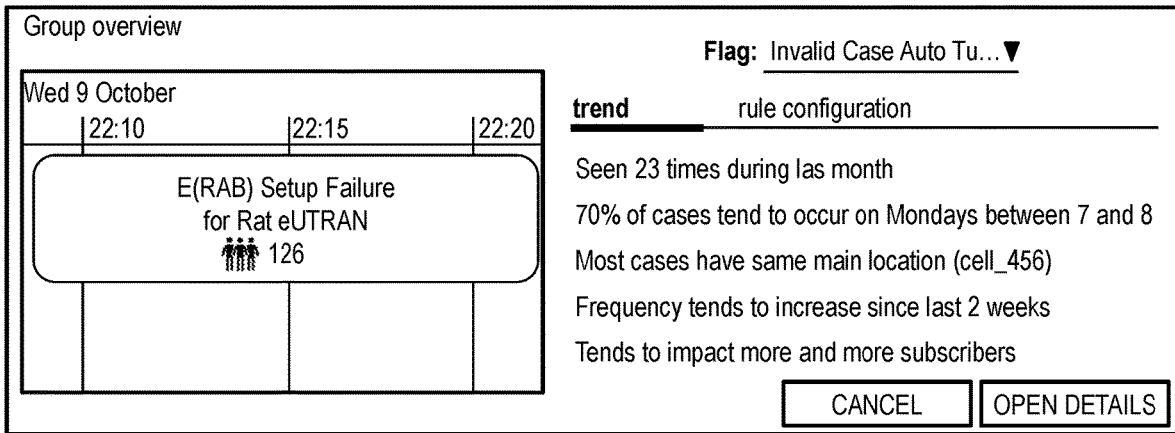 Group overview
Flag: Invalid Case Auto Tu...▼
Wed 9 October
22:10 22:15 22:20
E(RAB) Setup Failure
for Rat eUTRAN
126
trend rule configuration
Seen 23 times during las month
70% of cases tend to occur on Mondays between 7 and 8
Most cases have same main location (cell_456)
Frequency tends to increase since last 2 weeks
Tends to impact more and more subscribers
CANCEL OPEN DETAILS